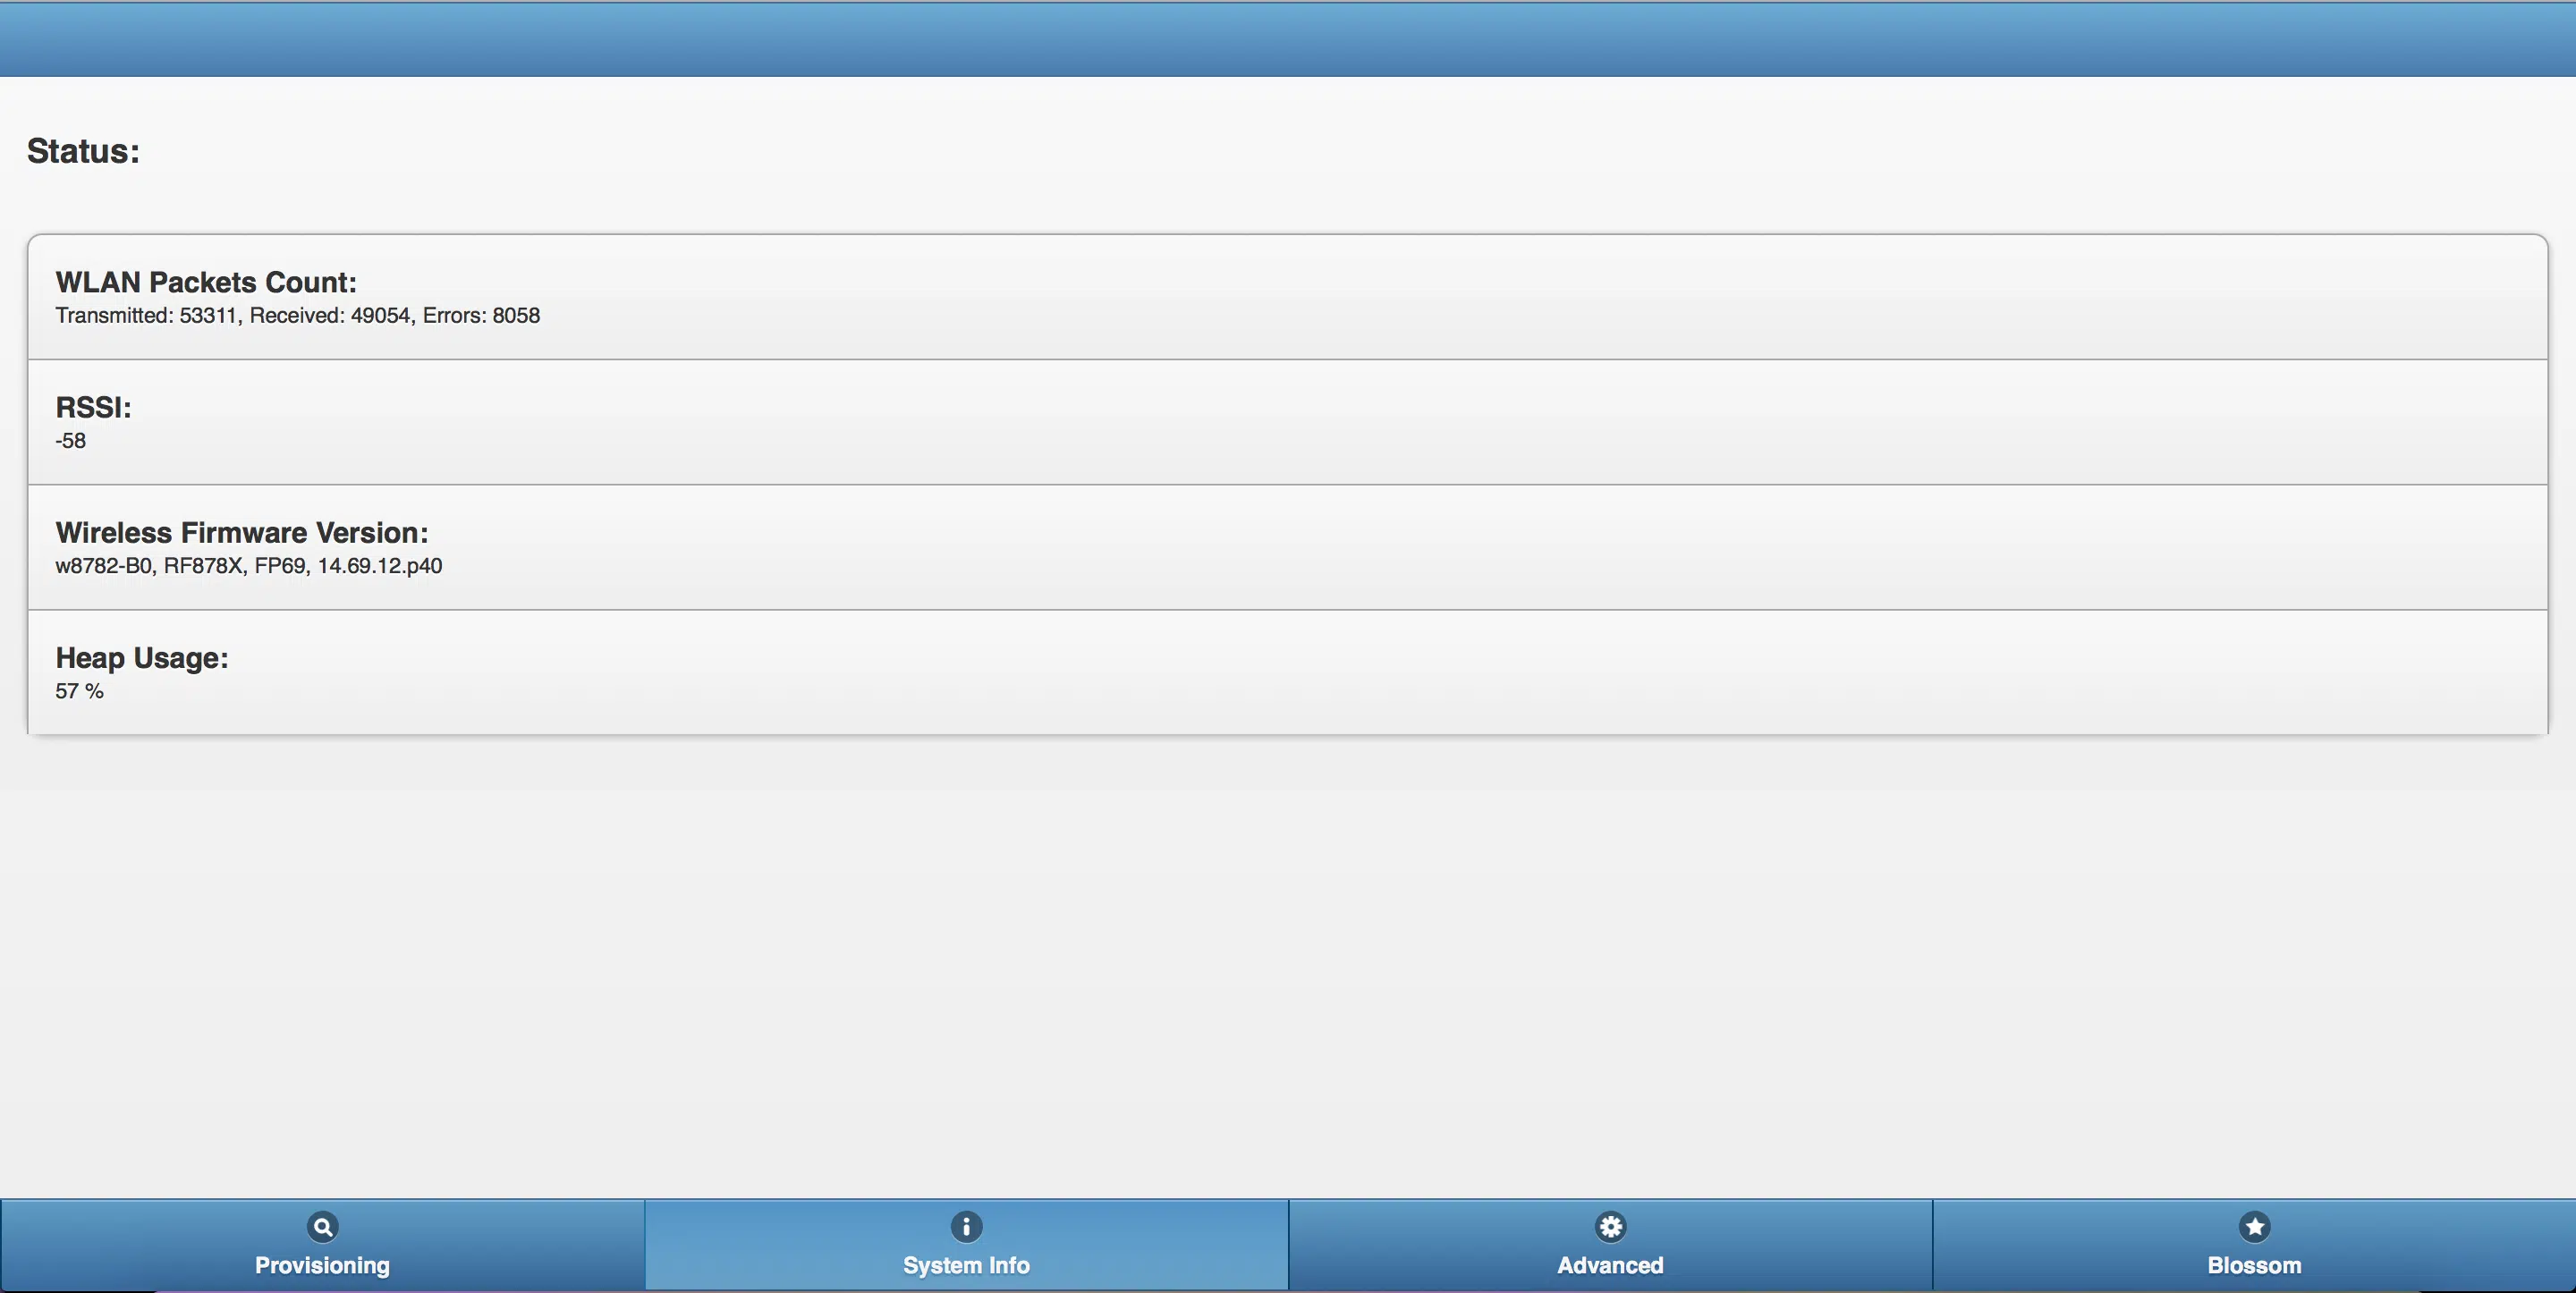 Status:
WLAN Packets Count:
Transmitted: 53311, Received: 49054, Errors: 8058
RSSI:
-58
Wireless Firmware Version:
w8782-B0, RF878X, FP69, 14.69.12.p40
Heap Usage:
57 %
Provisioning
System Info
Advanced
Blossom